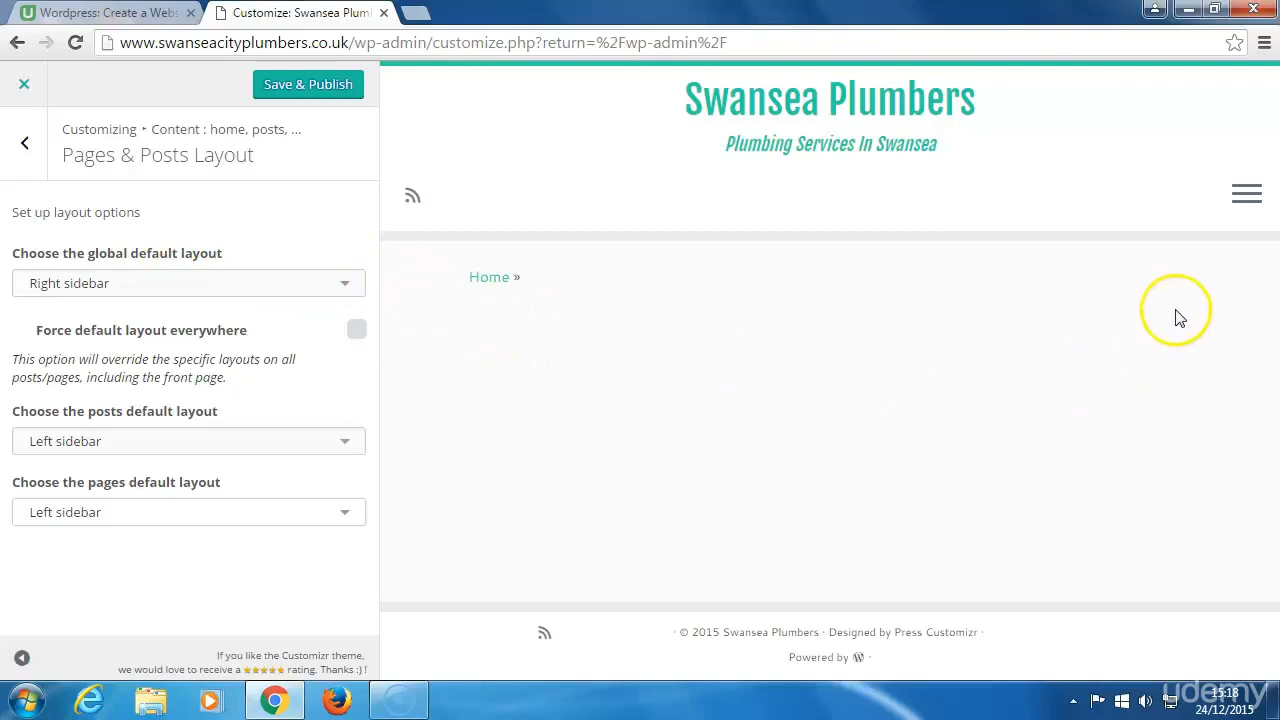 Wordpress: Create a Webs
Customize: Swansea Plum
www.swanseacityplumbers.co.uk/wp-admin/customize.php?return=%2Fwp-admin%2F
Save & Publish
Customizing ‣ Content : home, posts, ...
Pages & Posts Layout
Set up layout options
Choose the global default layout
Right sidebar
Force default layout everywhere
This option will override the specific layouts on all
posts/pages, including the front page.
Choose the posts default layout
Left sidebar
Choose the pages default layout
Left sidebar
If you like the Customizr theme,
we would love to receive a ★★★★★ rating. Thanks :) !
Swansea Plumbers
Plumbing Services In Swansea
Home »
· © 2015 Swansea Plumbers · Designed by Press Customizr ·
Powered by ·
udemy
15:18
24/12/2015